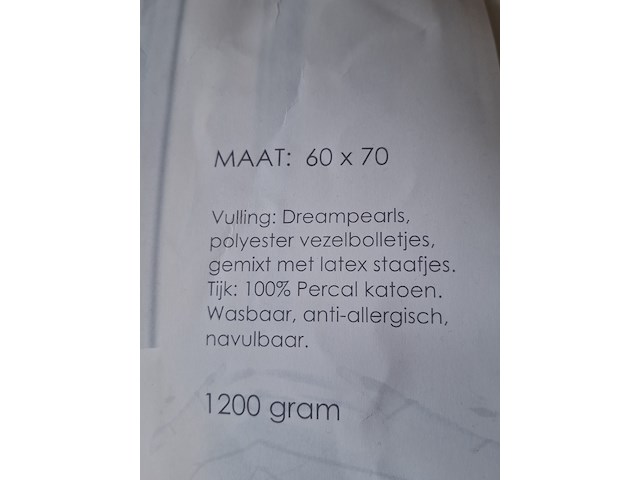 MAAT: 60 x 70
Vulling: Dreampearls,
polyester vezelbolletjes,
gemixt met latex staafjes.
Tijk: 100% Percal katoen.
Wasbaar, anti-allergisch,
navulbaar.
1200 gram